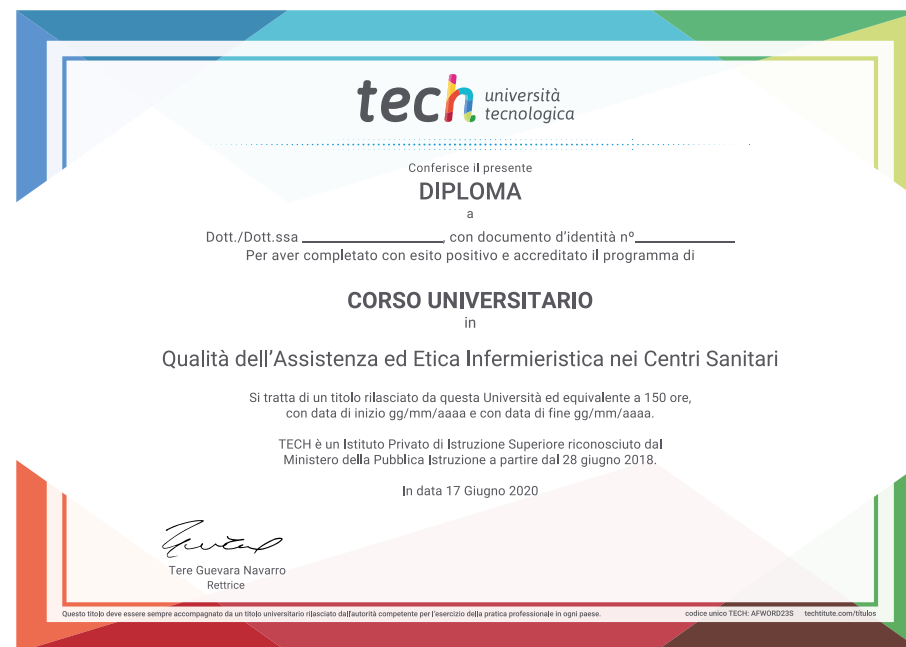 tech università
tecnologica
Conferisce il presente
DIPLOMA
a
Dott./Dott.ssa ____________________, con documento d'identità nº______________
Per aver completato con esito positivo e accreditato il programma di
CORSO UNIVERSITARIO
in
Qualità dell'Assistenza ed Etica Infermieristica nei Centri Sanitari
Si tratta di un titolo rilasciato da questa Università ed equivalente a 150 ore,
con data di inizio gg/mm/aaaa e con data di fine gg/mm/aaaa.
TECH è un Istituto Privato di Istruzione Superiore riconosciuto dal
Ministero della Pubblica Istruzione a partire dal 28 giugno 2018.
In data 17 Giugno 2020
Tere Guevara Navarro
Rettrice
Questo titolo deve essere sempre accompagnato da un titolo universitario rilasciato dall'autorità competente per l'esercizio della pratica professionale in ogni paese. codice unico TECH: AFWORD23S techtitute.com/títulos